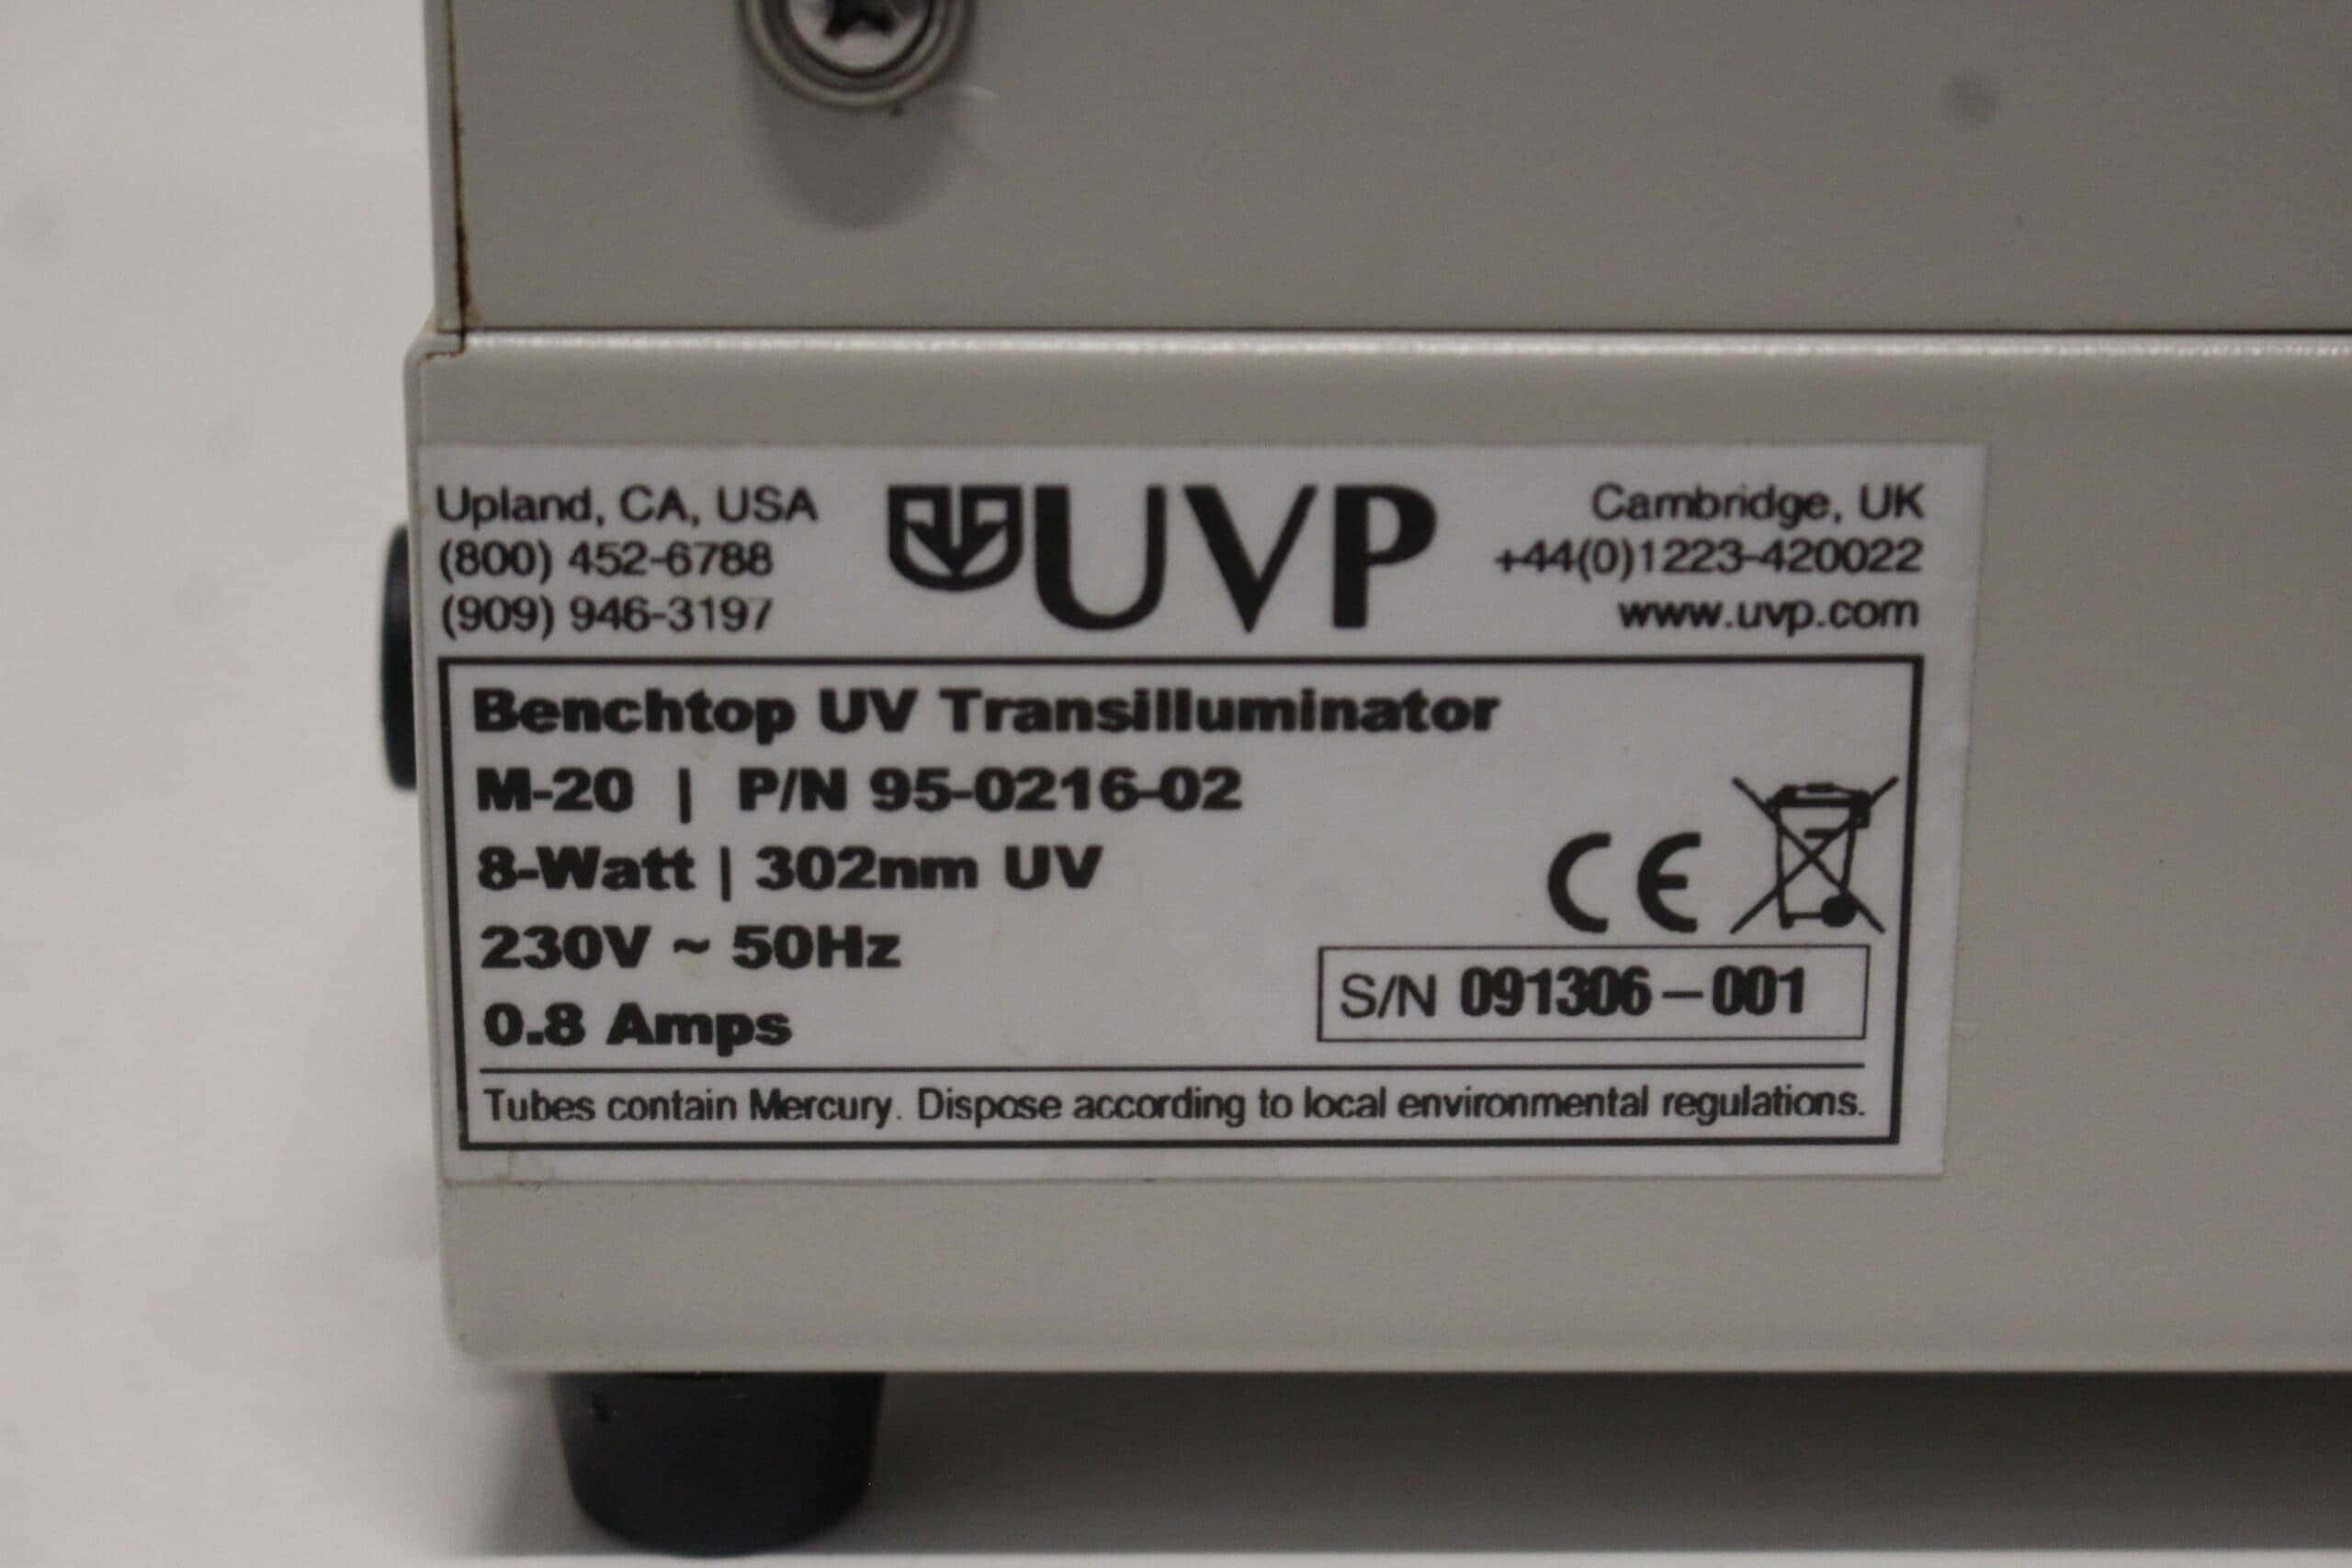 Upland, CA, USA
(800) 452-6788
(909) 946-3197
UVP
Cambridge, UK
+44(0)1223-420022
www.uvp.com
Benchtop UV Transilluminator
M-20 | P/N 95-0216-02
8-Watt | 302nm UV
230V ~ 50Hz
0.8 Amps
CE
S/N 091306-001
Tubes contain Mercury. Dispose according to local environmental regulations.